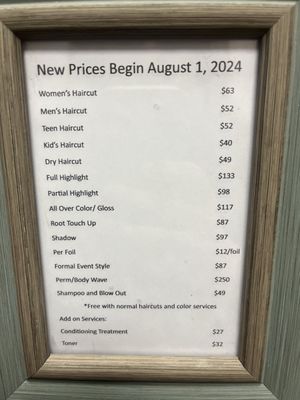 New Prices Begin August 1, 2024
Women's Haircut $63
Men's Haircut $52
Teen Haircut $52
Kid's Haircut $40
Dry Haircut $49
Full Highlight $133
Partial Highlight $98
All Over Color/ Gloss $117
Root Touch Up $87
Shadow $97
Per Foil $12/foil
Formal Event Style $87
Perm/Body Wave $250
Shampoo and Blow Out $49
*Free with normal haircuts and color services
Add on Services:
Conditioning Treatment $27
Toner $32